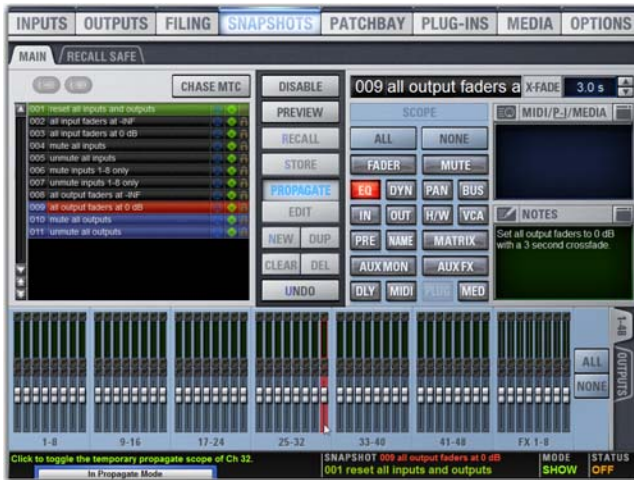 INPUTS OUTPUTS FILING SNAPSHOTS PATCHBAY PLUG-INS MEDIA OPTIONS
MAIN RECALL SAFE
CHASE MTC
001 reset all inputs and outputs
002 all input faders at -INF
003 all input faders at 0 dB
004 mute all inputs
005 unmute all inputs
006 mute inputs 1-8 only
007 unmute inputs 1-8 only
008 all output faders at -INF
009 all output faders at 0 dB
010 mute all outputs
011 unmute all outputs
DISABLE
PREVIEW
RECALL
STORE
PROPAGATE
EDIT
NEW DUP
CLEAR DEL
UNDO
009 all output faders a X-FADE 3.0 s
SCOPE
ALL NONE
FADER MUTE
EQ DYN PAN BUS
IN OUT H/W VCA
PRE NAME MATRIX
AUX MON AUX FX
DLY MIDI PLUG MED
MIDI/P-I/MEDIA
NOTES
Set all output faders to 0 dB
with a 3 second crossfade.
1-48
OUTPUTS
ALL
NONE
1-8 9-16 17-24 25-32 33-40 41-48 FX 1-8
Click to toggle the temporary propagate scope of Ch 32.
In Propagate Mode
SNAPSHOT 009 all output faders at 0 dB
001 reset all inputs and outputs
MODE
SHOW
STATUS
OFF